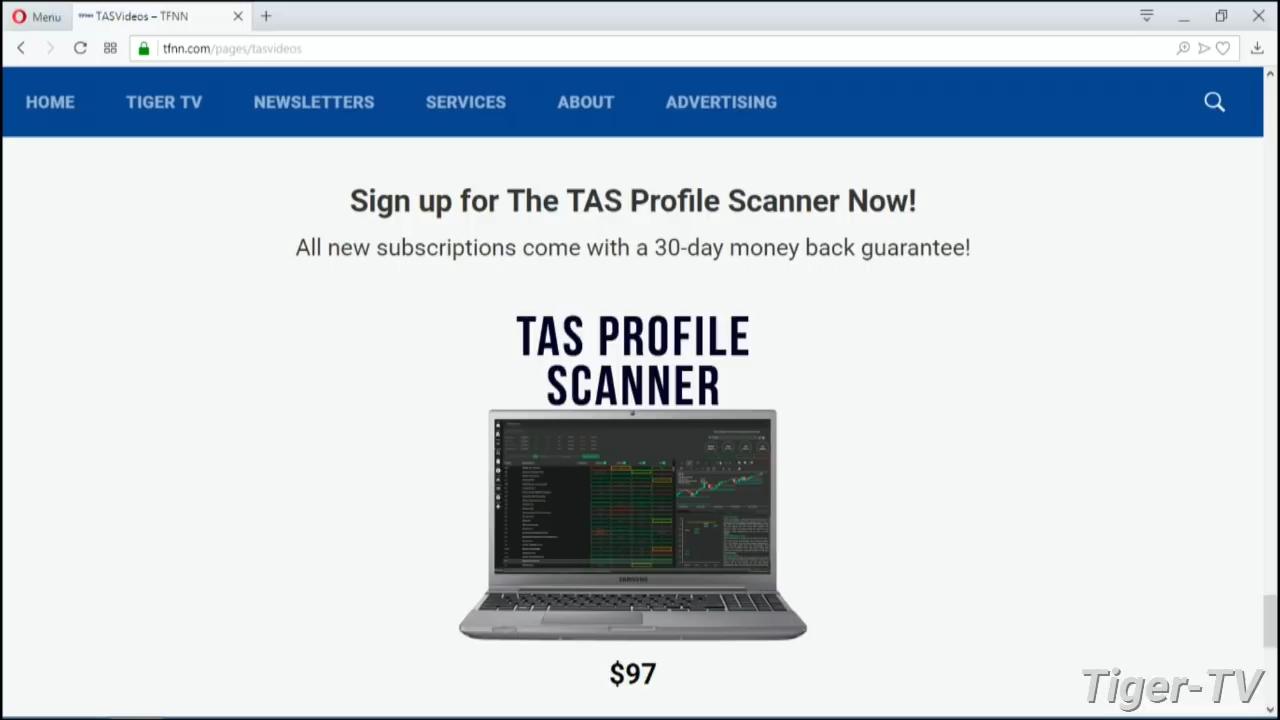 Menu
TASVideos – TFNN
tfnn.com/pages/tasvideos
HOME
TIGER TV
NEWSLETTERS
SERVICES
ABOUT
ADVERTISING
Sign up for The TAS Profile Scanner Now!
All new subscriptions come with a 30-day money back guarantee!
TAS PROFILE
SCANNER
SAMSUNG
$97
Tiger-TV